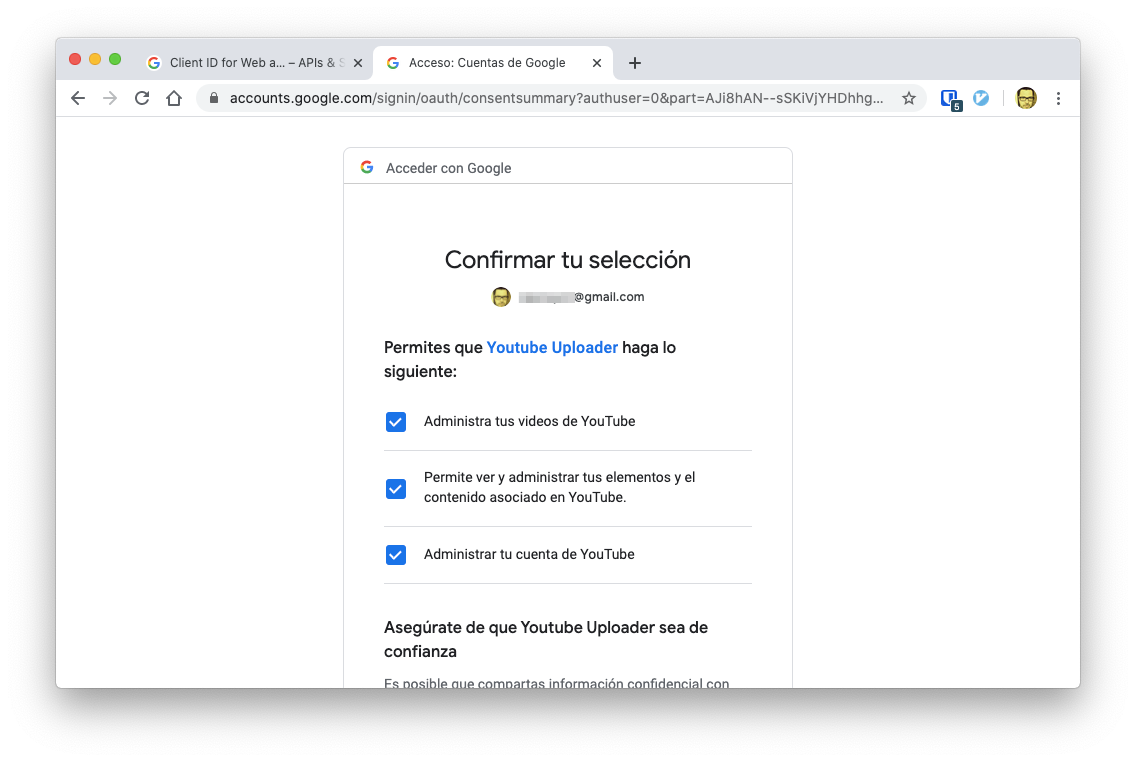 Client ID for Web a... – APIs & S
Acceso: Cuentas de Google
accounts.google.com/signin/oauth/consentsummary?authuser=0&part=AJi8hAN--sSKiVjYHDhhg...
5
Acceder con Google
Confirmar tu selección
@gmail.com
Permites que Youtube Uploader haga lo
siguiente:
Administra tus videos de YouTube
Permite ver y administrar tus elementos y el
contenido asociado en YouTube.
Administrar tu cuenta de YouTube
Asegúrate de que Youtube Uploader sea de
confianza
Es posible que compartas información confidencial con